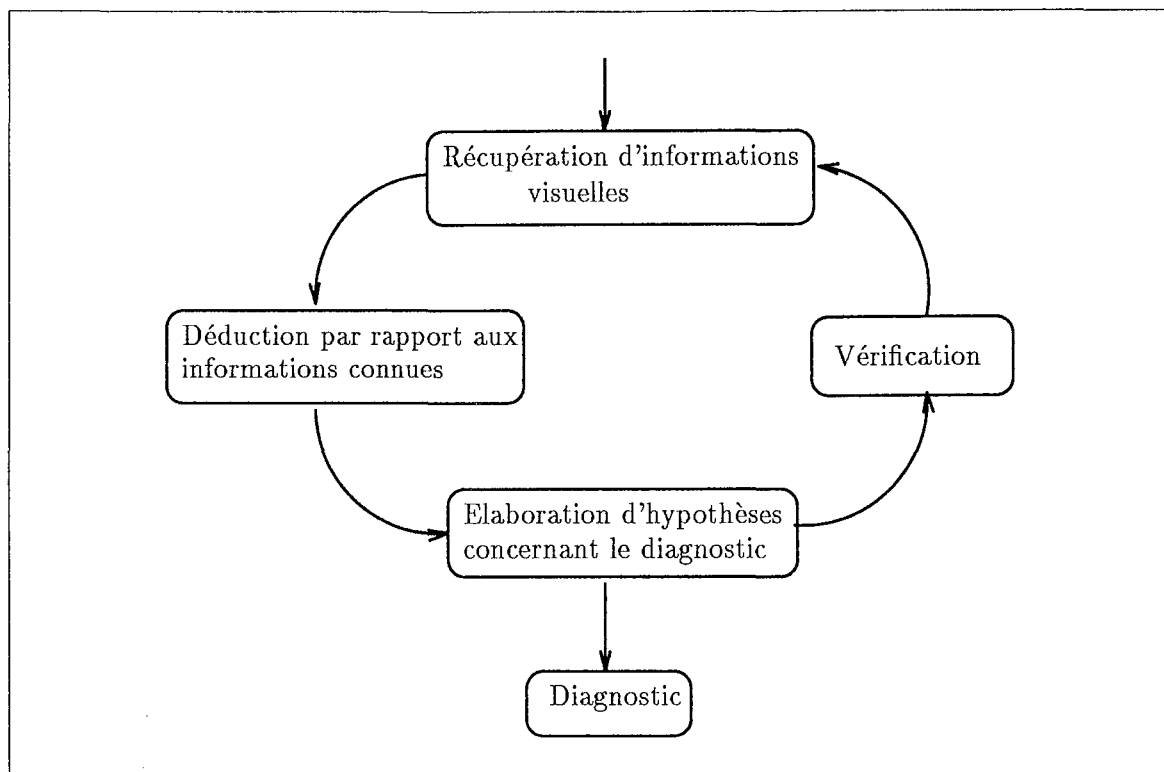 Récupération d'informations
visuelles
Déduction par rapport aux
informations connues
Vérification
Elaboration d'hypothèses
concernant le diagnostic
Diagnostic